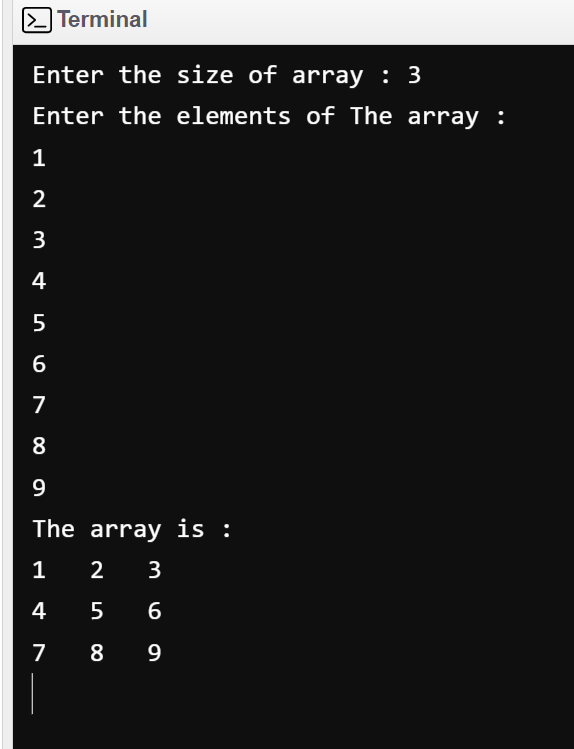 Terminal
Enter the size of array : 3
Enter the elements of The array :
1
2
3
4
5
6
7
8
9
The array is :
1   2   3
4   5   6
7   8   9